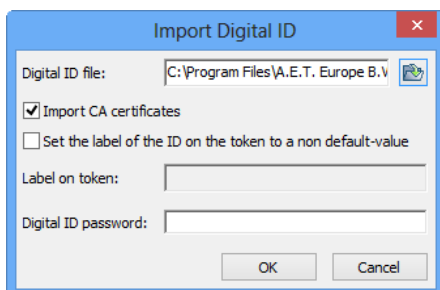 Import Digital ID
Digital ID file: C:\Program Files\A.E.T. Europe B.V
Import CA certificates
Set the label of the ID on the token to a non default-value
Label on token:
Digital ID password:
OK Cancel